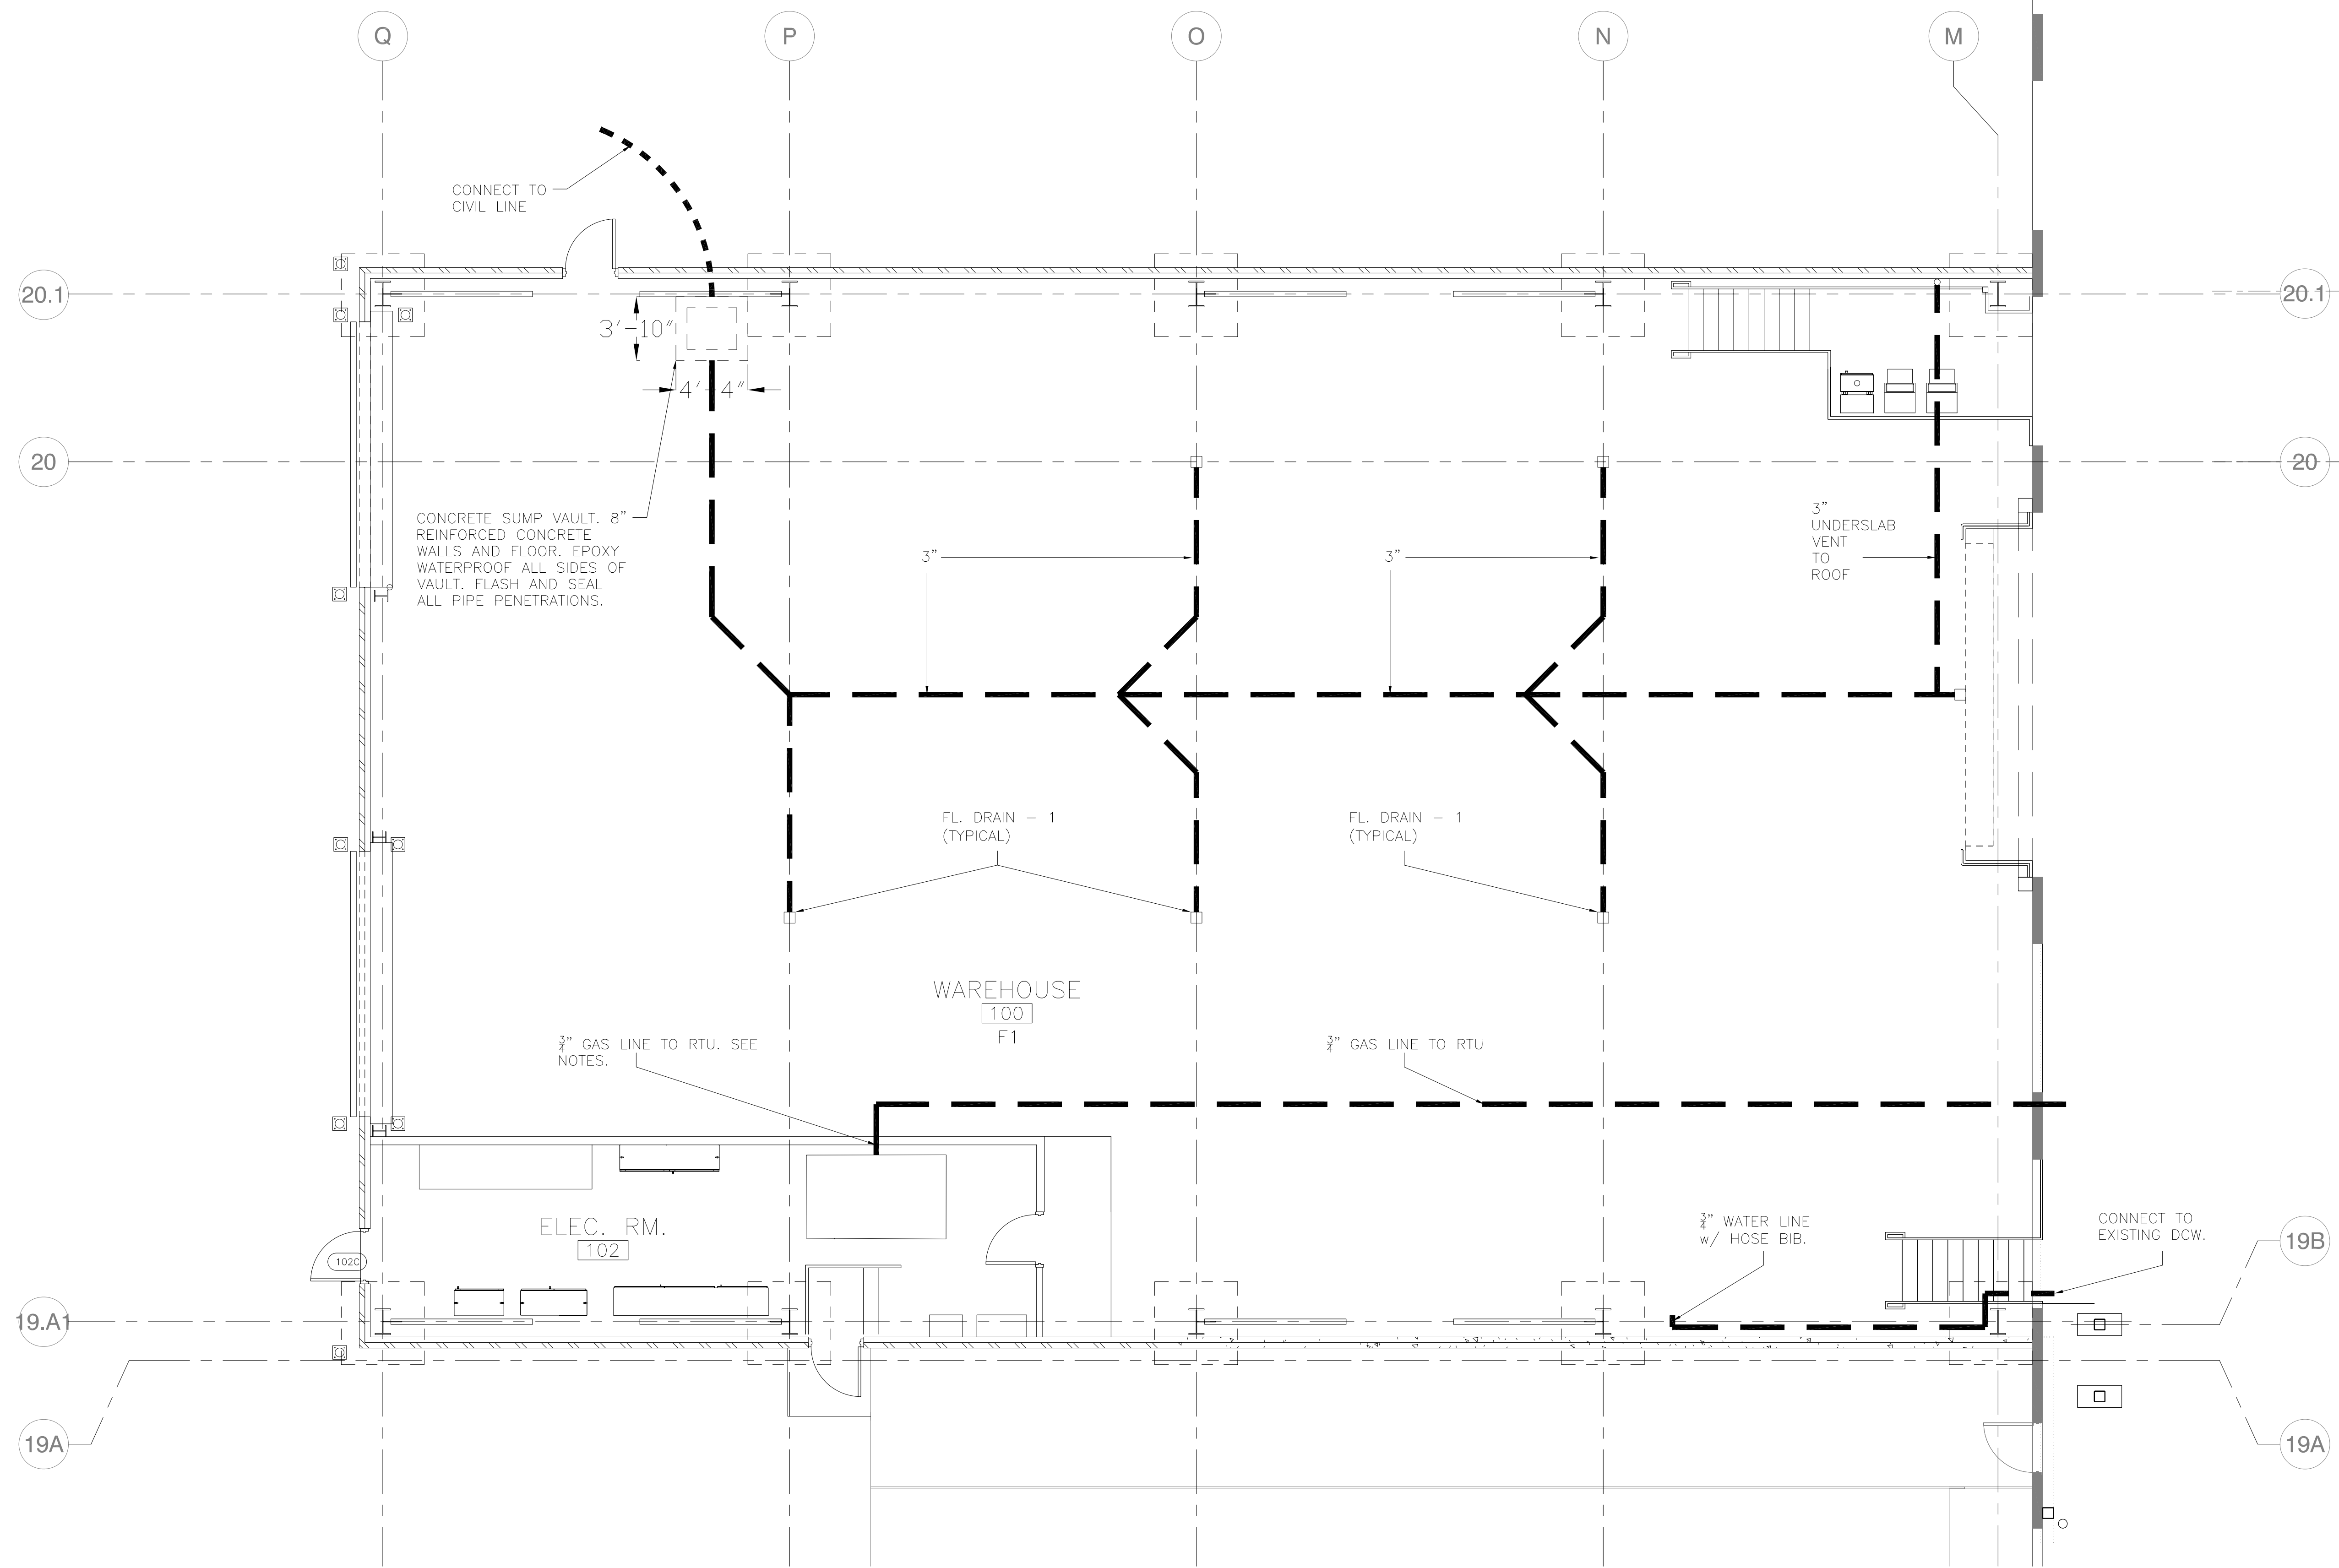 Q
P
O
N
M
CONNECT TO
CIVIL LINE
20.1
20.1
3'-10"
4'-4"
20
20
CONCRETE SUMP VAULT. 8"
REINFORCED CONCRETE
WALLS AND FLOOR. EPOXY
WATERPROOF ALL SIDES OF
VAULT. FLASH AND SEAL
ALL PIPE PENETRATIONS.
3"
3"
3"
UNDERSLAB
VENT
TO
ROOF
FL. DRAIN - 1
(TYPICAL)
FL. DRAIN - 1
(TYPICAL)
WAREHOUSE
100
F1
3/4" GAS LINE TO RTU. SEE
NOTES.
3/4" GAS LINE TO RTU
ELEC. RM.
102
102C
3/4" WATER LINE
w/ HOSE BIB.
CONNECT TO
EXISTING DCW.
19B
19.A1
19A
19A